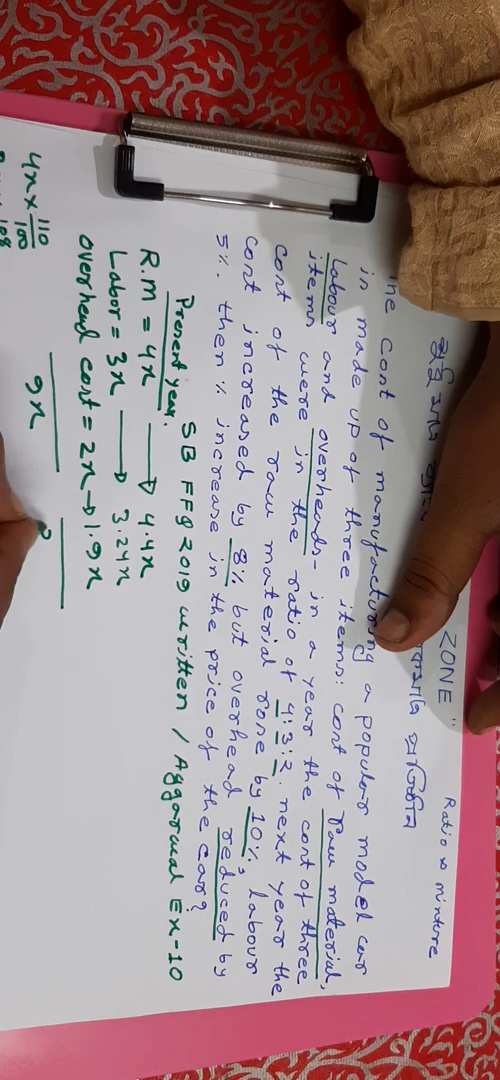 ZONE"
Ratio & mixture
he cost of manufacturing a popular model car
in made up of three items: cost of raw material,
Labour and overheads- in a year the cost of three
items were in the ratio of 4:3:2. next year the
cost of the raw material rose by 10%, labour
cost increased by 8% but overhead reduced by
5%. then % increase in the price of the car?
SB FFG 2019 written / Aggarwal Ex-10
Present year.
R.M = 4x → 4.4x
Labor = 3x → 3.24x
overhead cost = 2x → 1.9x
9x
4x × 110/100
108